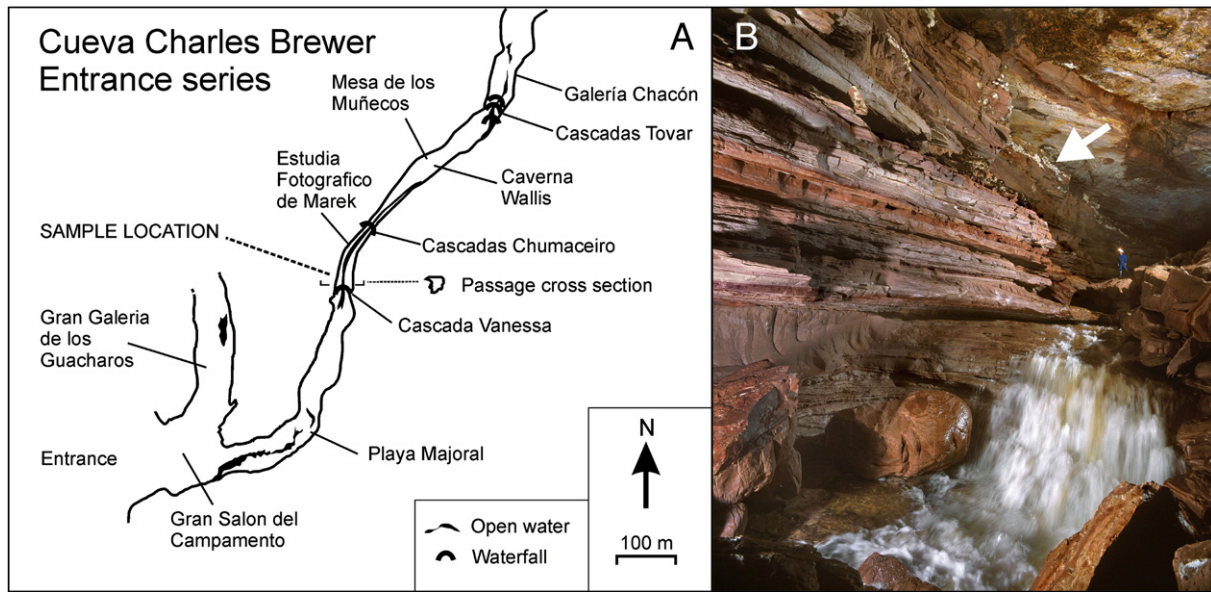 Cueva Charles Brewer
Entrance series
A
Mesa de los
Muñecos
Galería Chacón
Cascadas Tovar
Estudia
Fotografico
de Marek
Caverna
Wallis
SAMPLE LOCATION
Cascadas Chumaceiro
Passage cross section
Gran Galeria
de los
Guacharos
Cascada Vanessa
Entrance
Playa Majoral
Gran Salon del
Campamento
Open water
Waterfall
N
100 m
B